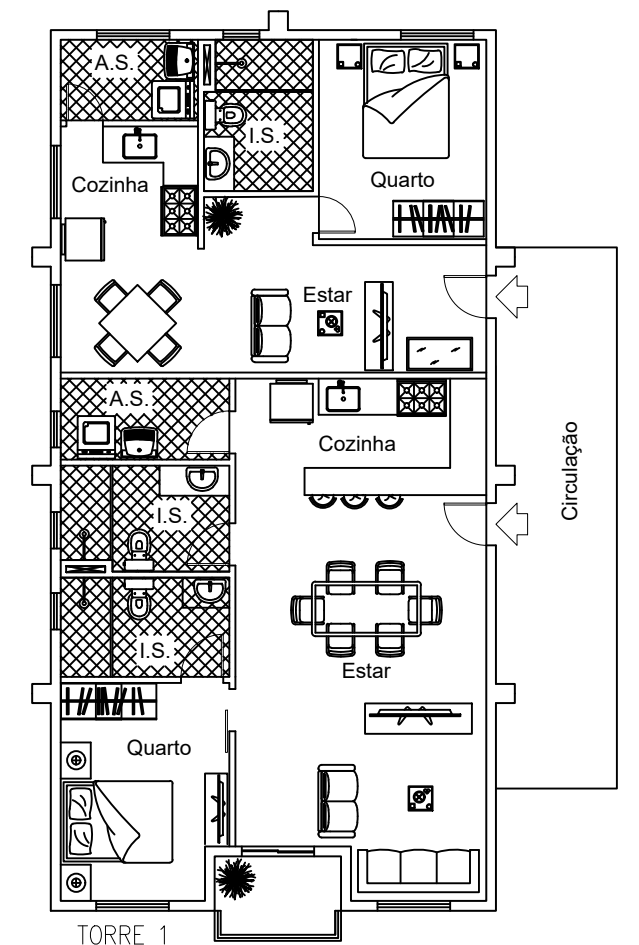 A.S.
I.S.
Cozinha
Quarto
Estar
A.S.
Cozinha
Circulação
I.S.
I.S.
Estar
Quarto
TORRE 1